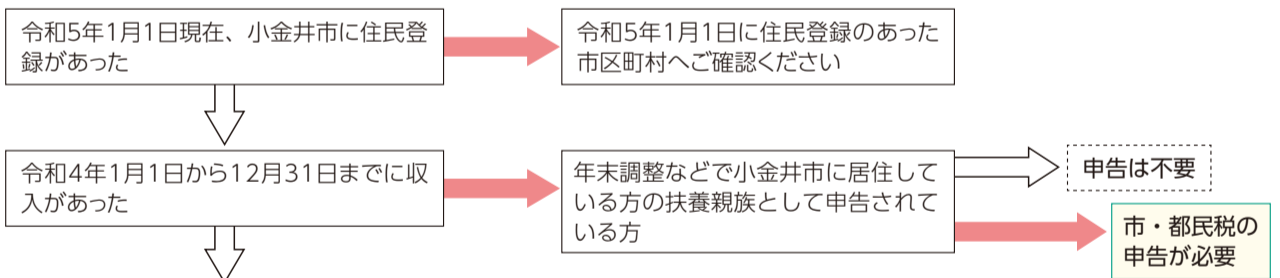 令和5年1月1日現在、小金井市に住民登
録があった
令和5年1月1日に住民登録のあった
市区町村へご確認ください
令和4年1月1日から12月31日までに収
入があった
年末調整などで小金井市に居住して
いる方の扶養親族として申告されて
いる方
申告は不要
市・都民税の
申告が必要